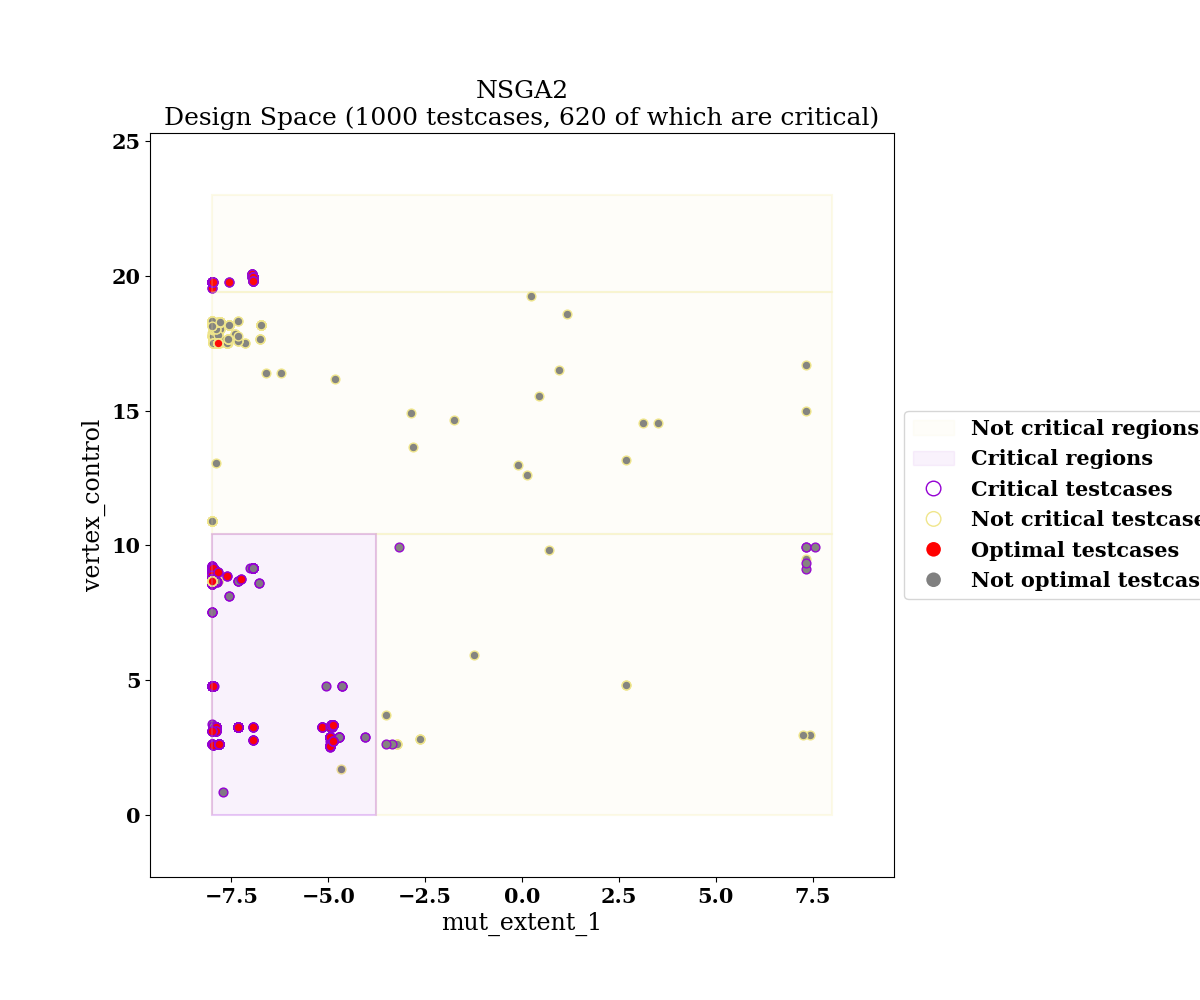 NSGA2
Design Space (1000 testcases, 620 of which are critical)
25
20
15
10
5
0
vertex_control
−7.5 −5.0 −2.5 0.0 2.5 5.0 7.5
mut_extent_1
Not critical regions
Critical regions
Critical testcases
Not critical testcase
Optimal testcases
Not optimal testcas